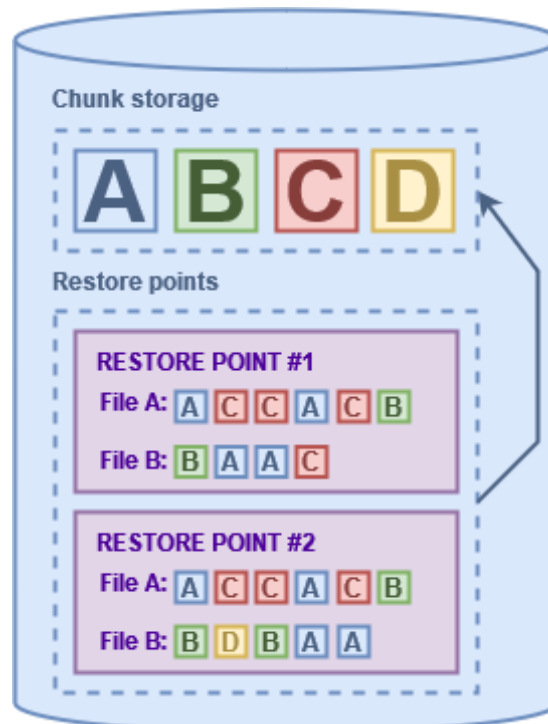 Chunk storage
A B C D
Restore points
RESTORE POINT #1
File A: A C C A C B
File B: B A A C
RESTORE POINT #2
File A: A C C A C B
File B: B D B A A